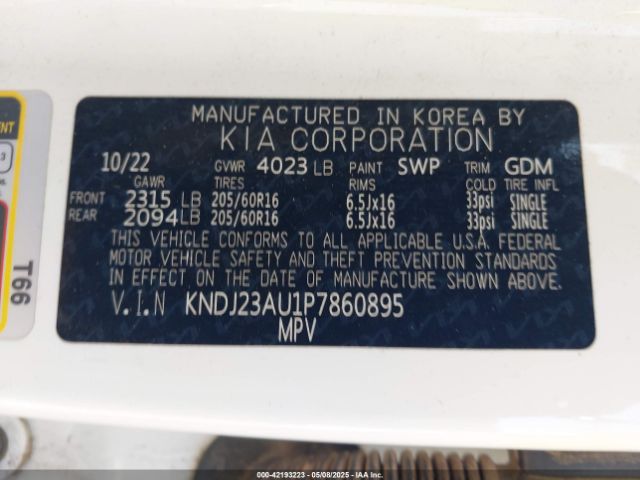 MANUFACTURED IN KOREA BY
KIA CORPORATION
10/22 GVWR 4023 LB PAINT SWP TRIM GDM
GAWR TIRES RIMS COLD TIRE INFL
FRONT 2315 LB 205/60R16 6.5Jx16 33psi SINGLE
REAR 2094 LB 205/60R16 6.5Jx16 33psi SINGLE
THIS VEHICLE CONFORMS TO ALL APPLICABLE U.S.A. FEDERAL
MOTOR VEHICLE SAFETY AND THEFT PREVENTION STANDARDS
IN EFFECT ON THE DATE OF MANUFACTURE SHOWN ABOVE.
V.I.N KNDJ23AU1P7860895
MPV
T66
000-42193223 - 05/08/2025 - IAAI, Inc.